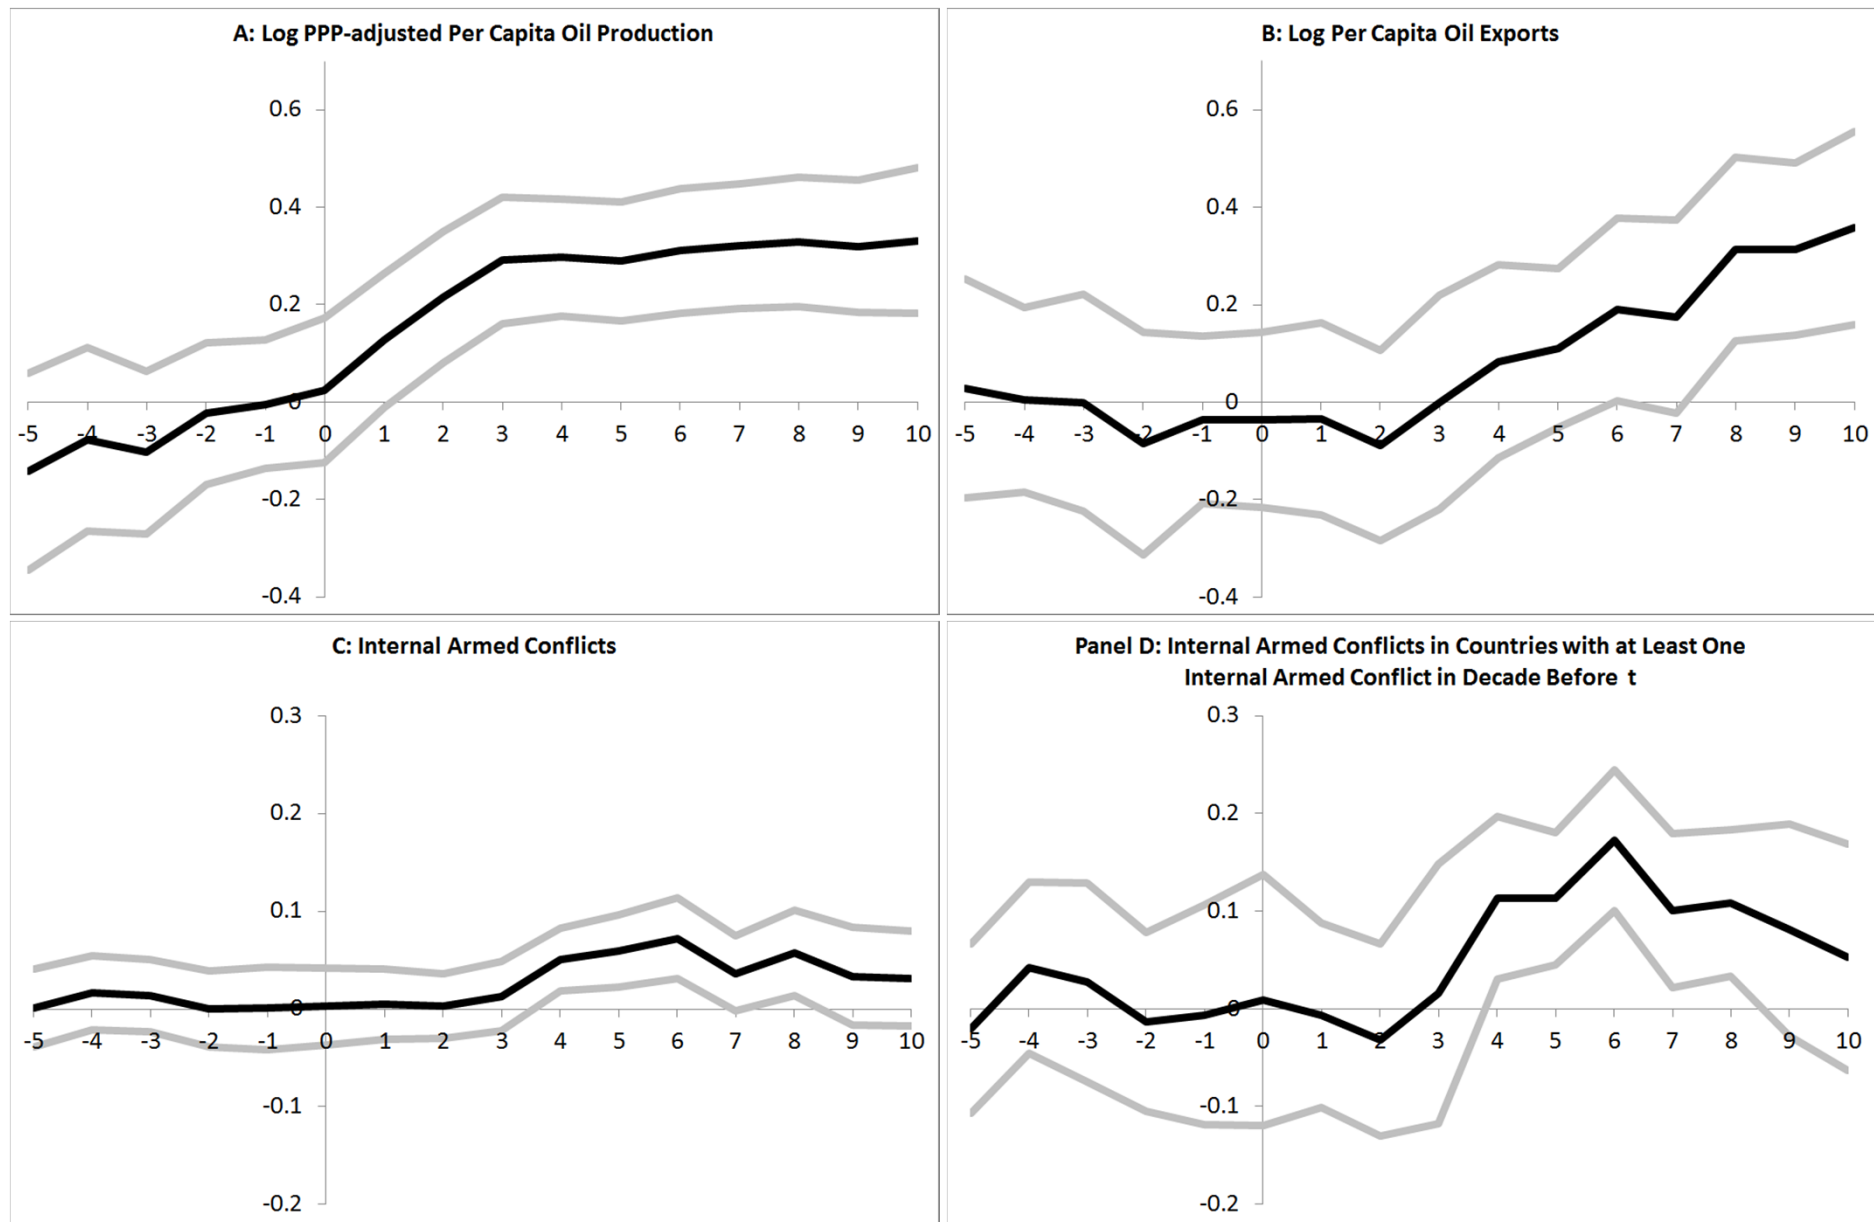 A: Log PPP-adjusted Per Capita Oil Production
0.6
0.4
0.2
0
-5 -4 -3 -2 -1 0 1 2 3 4 5 6 7 8 9 10
-0.2
-0.4
B: Log Per Capita Oil Exports
0.6
0.4
0.2
0
-5 -4 -3 -2 -1 0 1 2 3 4 5 6 7 8 9 10
-0.2
-0.4
C: Internal Armed Conflicts
0.3
0.2
0.1
0
-5 -4 -3 -2 -1 0 1 2 3 4 5 6 7 8 9 10
-0.1
-0.2
Panel D: Internal Armed Conflicts in Countries with at Least One
Internal Armed Conflict in Decade Before t
0.3
0.2
0.1
0
-5 -4 -3 -2 -1 0 1 2 3 4 5 6 7 8 9 10
-0.1
-0.2